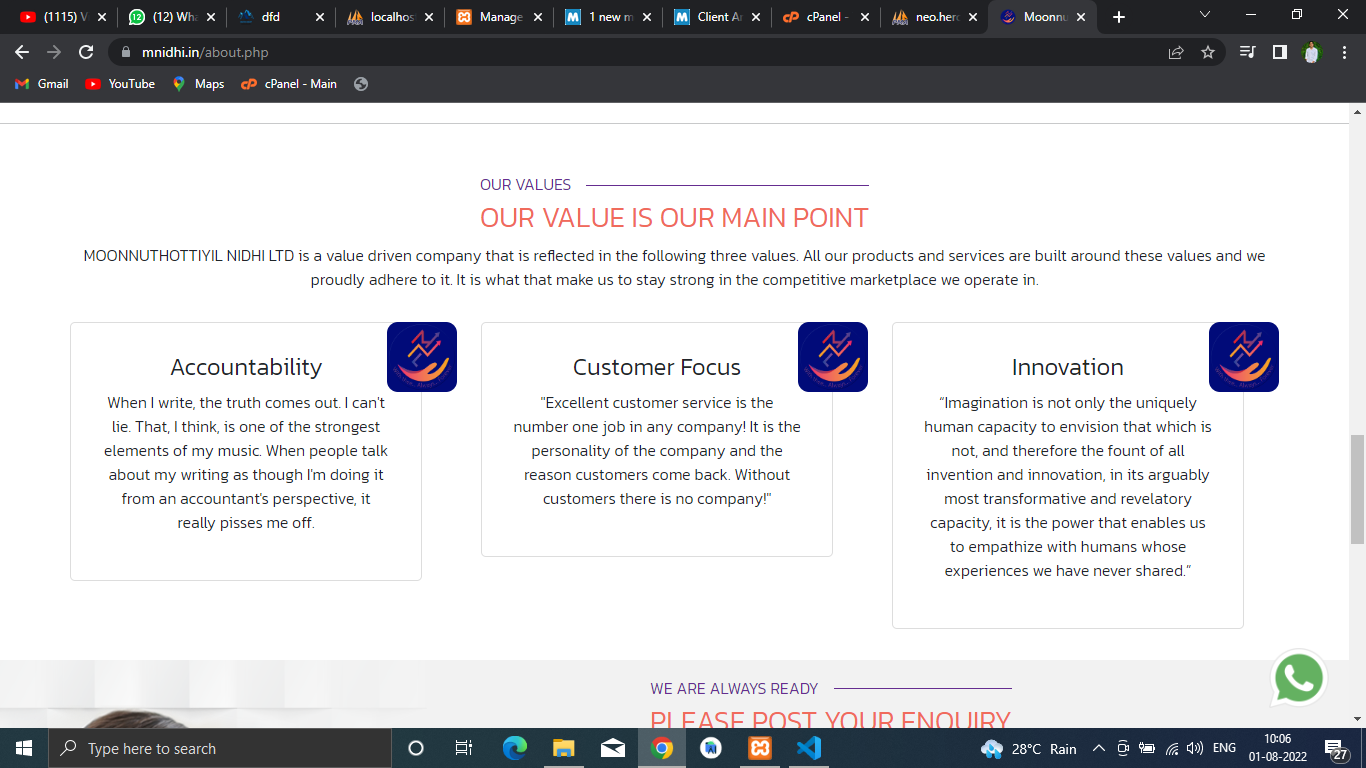 (1115) V
(12) Wha
dfd
localhos
Manage
1 new m
Client A
cPanel -
neo.hero
Moonnu
mnidhi.in/about.php
Gmail
YouTube
Maps
cPanel - Main
OUR VALUES
OUR VALUE IS OUR MAIN POINT
MOONNUTHOTTIYIL NIDHI LTD is a value driven company that is reflected in the following three values. All our products and services are built around these values and we
proudly adhere to it. It is what that make us to stay strong in the competitive marketplace we operate in.
Accountability
When I write, the truth comes out. I can't
lie. That, I think, is one of the strongest
elements of my music. When people talk
about my writing as though I'm doing it
from an accountant's perspective, it
really pisses me off.
Customer Focus
"Excellent customer service is the
number one job in any company! It is the
personality of the company and the
reason customers come back. Without
customers there is no company!"
Innovation
“Imagination is not only the uniquely
human capacity to envision that which is
not, and therefore the fount of all
invention and innovation, in its arguably
most transformative and revelatory
capacity, it is the power that enables us
to empathize with humans whose
experiences we have never shared.”
WE ARE ALWAYS READY
PLEASE POST YOUR ENQUIRY
Type here to search
28°C Rain
ENG
10:06
01-08-2022
27